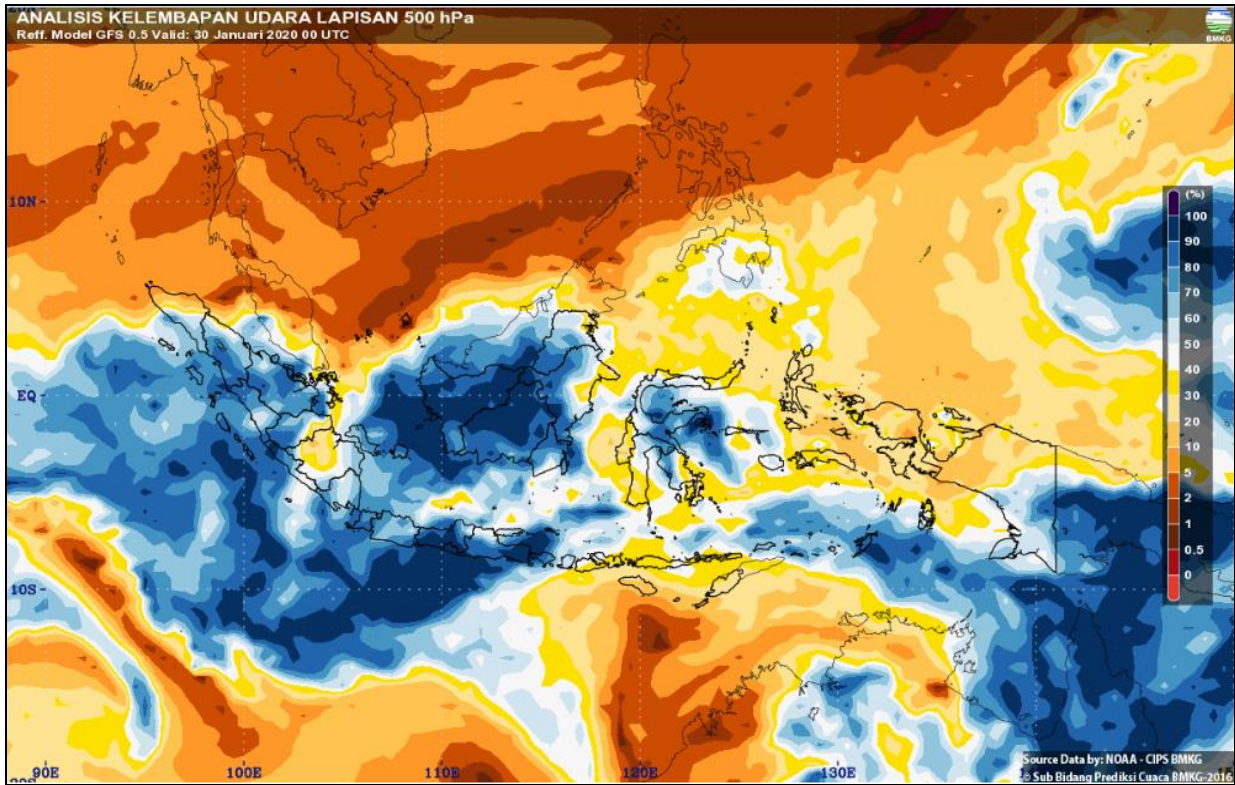 ANALISIS KELEMBAPAN UDARA LAPISAN 500 hPa
Reff. Model GFS 0.5 Valid: 30 Januari 2020 00 UTC
BMKG
10N
EQ
10S
90E
100E
110E
120E
130E
(%)
100
90
80
70
60
50
40
30
20
10
5
2
1
0.5
0
Source Data by: NOAA - CIPS BMKG
© Sub Bidang Prediksi Cuaca BMKG-2016